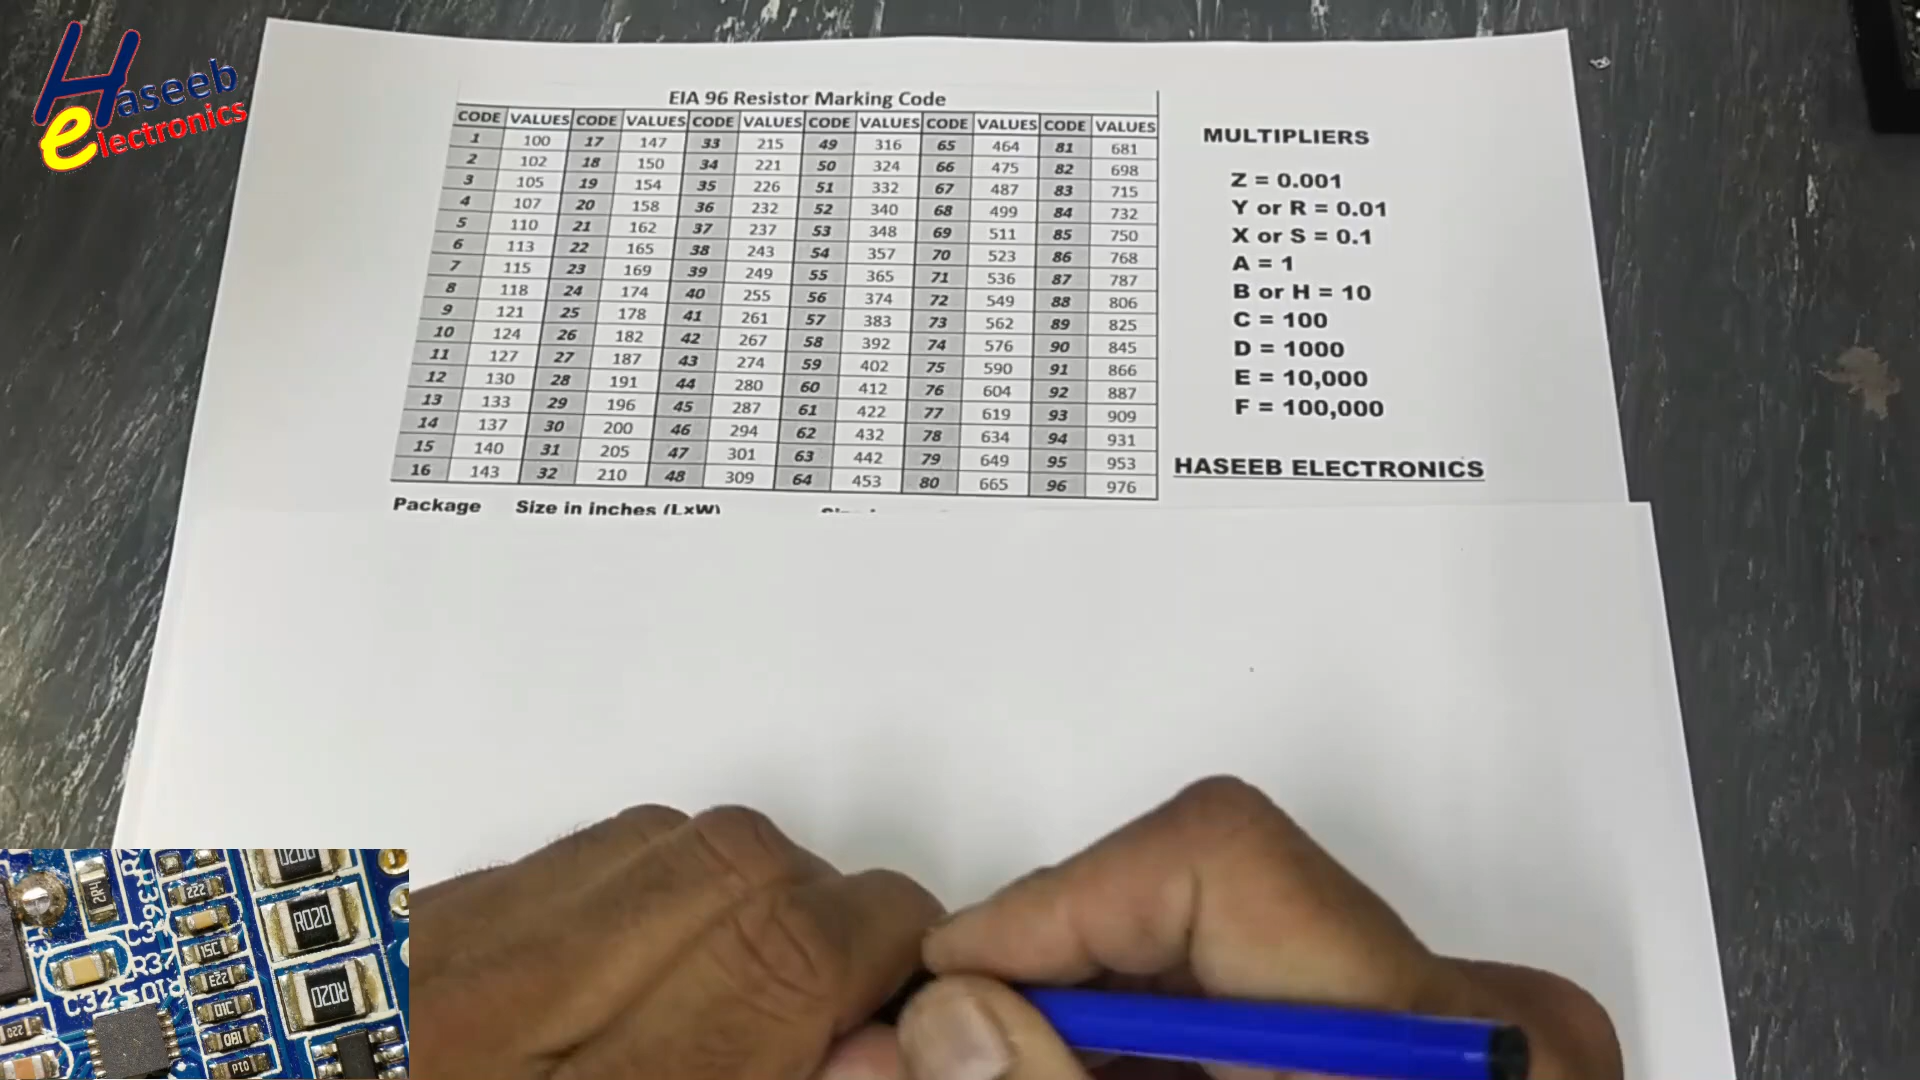 Haseeb
electronics
EIA 96 Resistor Marking Code
CODE VALUES CODE VALUES CODE VALUES CODE VALUES CODE VALUES CODE VALUES
1 100 17 147 33 215 49 316 65 464 81 681
2 102 18 150 34 221 50 324 66 475 82 698
3 105 19 154 35 226 51 332 67 487 83 715
4 107 20 158 36 232 52 340 68 499 84 732
5 110 21 162 37 237 53 348 69 511 85 750
6 113 22 165 38 243 54 357 70 523 86 768
7 115 23 169 39 249 55 365 71 536 87 787
8 118 24 174 40 255 56 374 72 549 88 806
9 121 25 178 41 261 57 383 73 562 89 825
10 124 26 182 42 267 58 392 74 576 90 845
11 127 27 187 43 274 59 402 75 590 91 866
12 130 28 191 44 280 60 412 76 604 92 887
13 133 29 196 45 287 61 422 77 619 93 909
14 137 30 200 46 294 62 432 78 634 94 931
15 140 31 205 47 301 63 442 79 649 95 953
16 143 32 210 48 309 64 453 80 665 96 976
MULTIPLIERS
Z = 0.001
Y or R = 0.01
X or S = 0.1
A = 1
B or H = 10
C = 100
D = 1000
E = 10,000
F = 100,000
HASEEB ELECTRONICS
Package Size in inches (LxW)
222
R020
15C
R37
223
C32
01C
R020
220
180